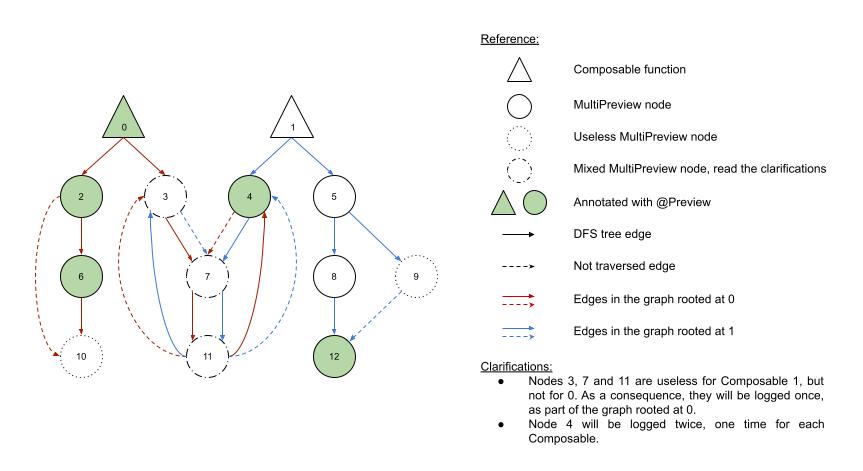 Reference:
Composable function
MultiPreview node
Useless MultiPreview node
Mixed MultiPreview node, read the clarifications
Annotated with @Preview
DFS tree edge
Not traversed edge
Edges in the graph rooted at 0
Edges in the graph rooted at 1
Clarifications:
● Nodes 3, 7 and 11 are useless for Composable 1, but
not for 0. As a consequence, they will be logged once,
as part of the graph rooted at 0.
● Node 4 will be logged twice, one time for each
Composable.
0
1
2
3
4
5
6
7
8
9
10
11
12